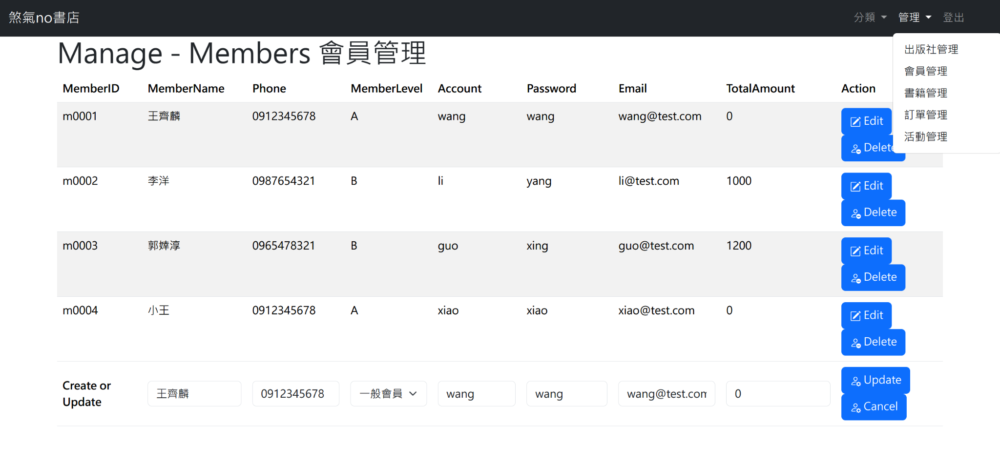 煞氣no書店 分類 管理 登出
出版社管理
會員管理
書籍管理
訂單管理
活動管理
Manage - Members 會員管理
MemberID MemberName Phone MemberLevel Account Password Email TotalAmount Action
m0001 王齊麟 0912345678 A wang wang wang@test.com 0 Edit
Delete
m0002 李洋 0987654321 B li yang li@test.com 1000 Edit
Delete
m0003 郭婞淳 0965478321 B guo xing guo@test.com 1200 Edit
Delete
m0004 小王 0912345678 A xiao xiao xiao@test.com 0 Edit
Delete
Create or Update 王齊麟 0912345678 一般會員 wang wang wang@test.com 0 Update
Cancel